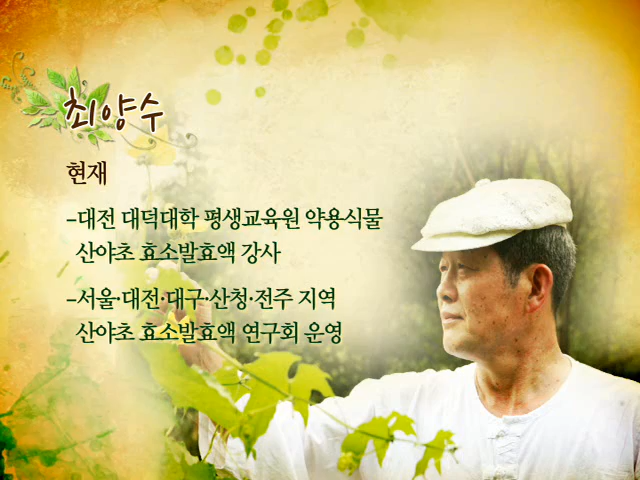 최양수
현재
-대전 대덕대학 평생교육원 약용식물
산야초 효소발효액 강사
-서울·대전·대구·산청·전주 지역
산야초 효소발효액 연구회 운영